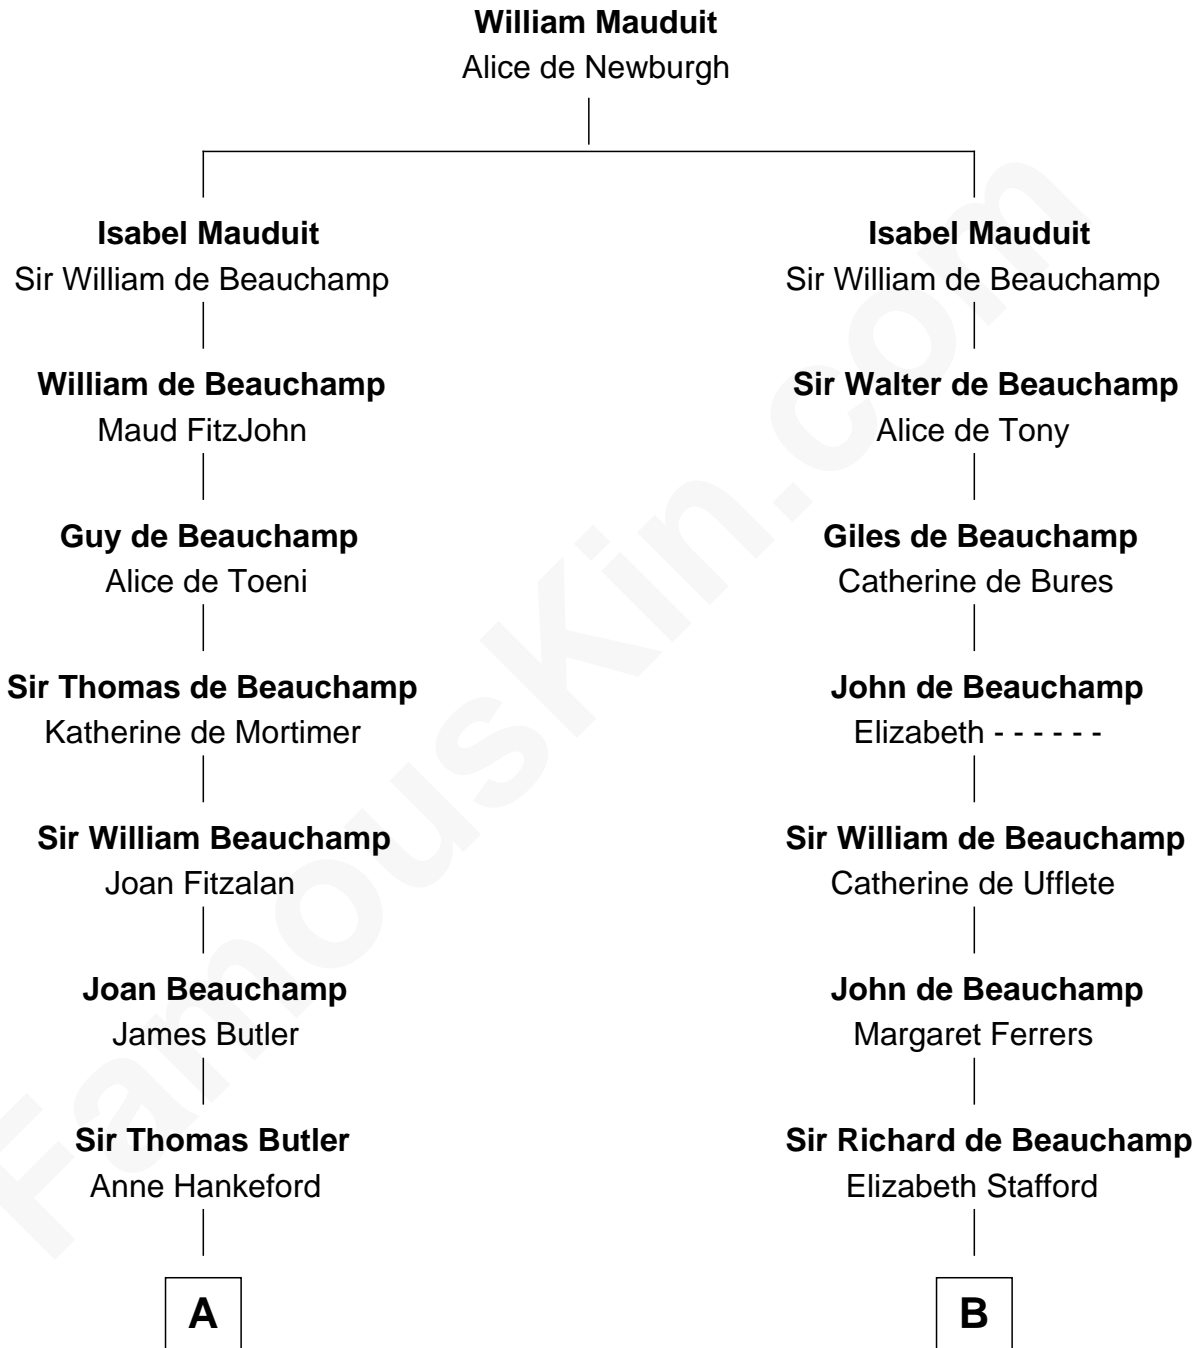 William Mauduit
Alice de Newburgh
Isabel Mauduit
Sir William de Beauchamp
Isabel Mauduit
Sir William de Beauchamp
William de Beauchamp
Maud FitzJohn
Sir Walter de Beauchamp
Alice de Tony
Guy de Beauchamp
Alice de Toeni
Giles de Beauchamp
Catherine de Bures
Sir Thomas de Beauchamp
Katherine de Mortimer
John de Beauchamp
Elizabeth - - - - - -
Sir William Beauchamp
Joan Fitzalan
Sir William de Beauchamp
Catherine de Ufflete
Joan Beauchamp
James Butler
John de Beauchamp
Margaret Ferrers
Sir Thomas Butler
Anne Hankeford
Sir Richard de Beauchamp
Elizabeth Stafford
A
B
FamousKin.com